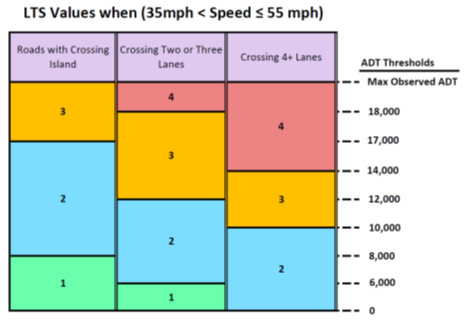 LTS Values when (35mph < Speed ≤ 55 mph)
Roads with Crossing
Island
Crossing Two or Three
Lanes
Crossing 4+ Lanes
ADT Thresholds
Max Observed ADT
3
2
1
4
3
2
1
4
3
2
18,000
17,000
14,000
12,000
10,000
8,000
6,000
0